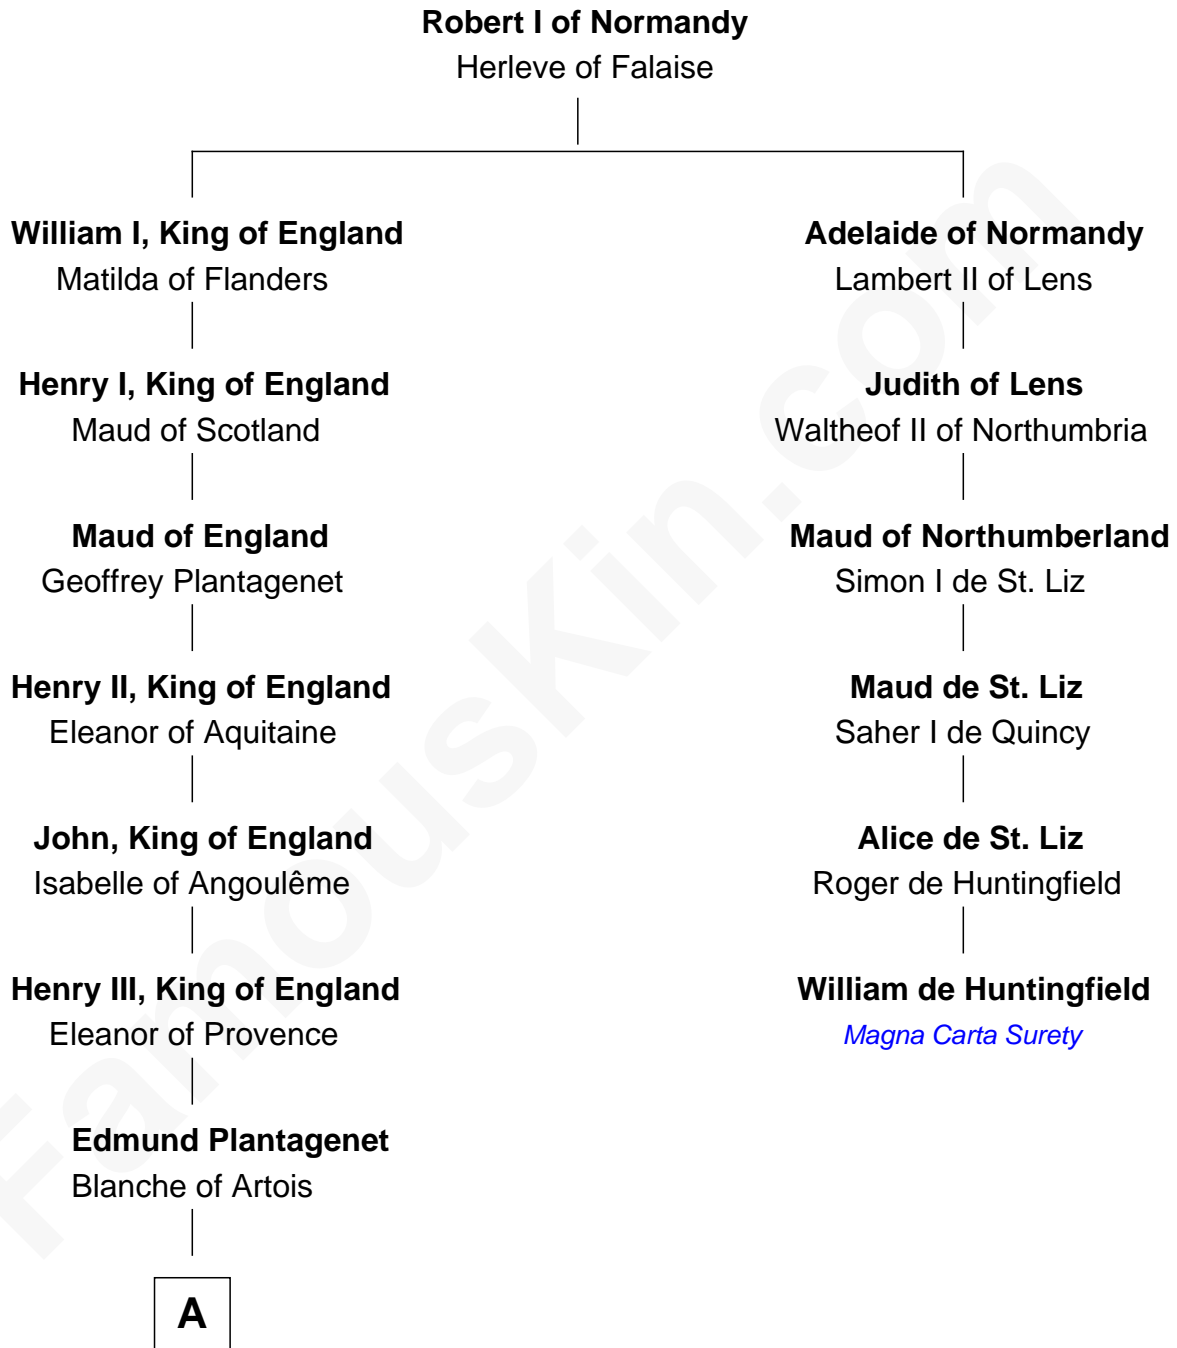 Robert I of Normandy
Herleve of Falaise
William I, King of England
Matilda of Flanders
Henry I, King of England
Maud of Scotland
Maud of England
Geoffrey Plantagenet
Henry II, King of England
Eleanor of Aquitaine
John, King of England
Isabelle of Angoulême
Henry III, King of England
Eleanor of Provence
Edmund Plantagenet
Blanche of Artois
A
Adelaide of Normandy
Lambert II of Lens
Judith of Lens
Waltheof II of Northumbria
Maud of Northumberland
Simon I de St. Liz
Maud de St. Liz
Saher I de Quincy
Alice de St. Liz
Roger de Huntingfield
William de Huntingfield
Magna Carta Surety
FamousKin.com